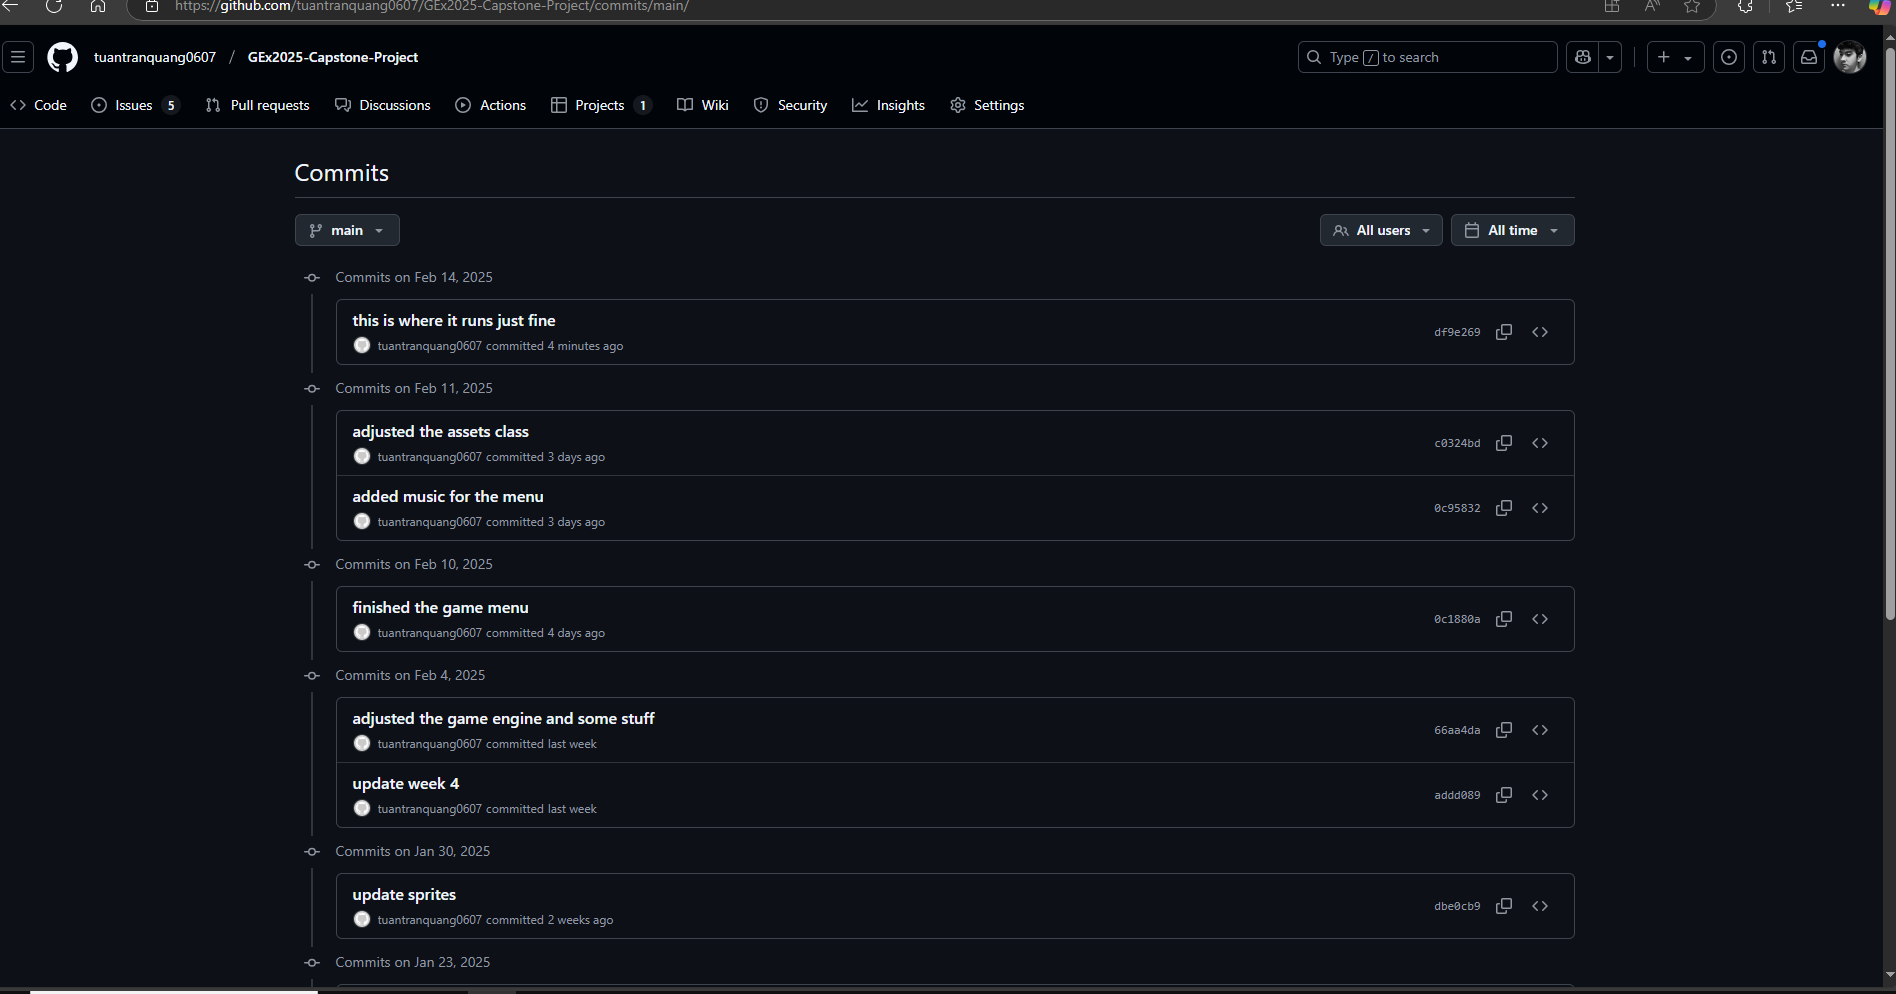 https://github.com/tuantranquang0607/GEx2025-Capstone-Project/commits/main/
tuantranquang0607 / GEx2025-Capstone-Project
Type / to search
Code
Issues 5
Pull requests
Discussions
Actions
Projects 1
Wiki
Security
Insights
Settings
Commits
main
All users
All time
Commits on Feb 14, 2025
this is where it runs just fine
df9e269
tuantranquang0607 committed 4 minutes ago
Commits on Feb 11, 2025
adjusted the assets class
c0324bd
tuantranquang0607 committed 3 days ago
added music for the menu
0c95832
tuantranquang0607 committed 3 days ago
Commits on Feb 10, 2025
finished the game menu
0c1880a
tuantranquang0607 committed 4 days ago
Commits on Feb 4, 2025
adjusted the game engine and some stuff
66aa4da
tuantranquang0607 committed last week
update week 4
addd089
tuantranquang0607 committed last week
Commits on Jan 30, 2025
update sprites
dbe0cb9
tuantranquang0607 committed 2 weeks ago
Commits on Jan 23, 2025